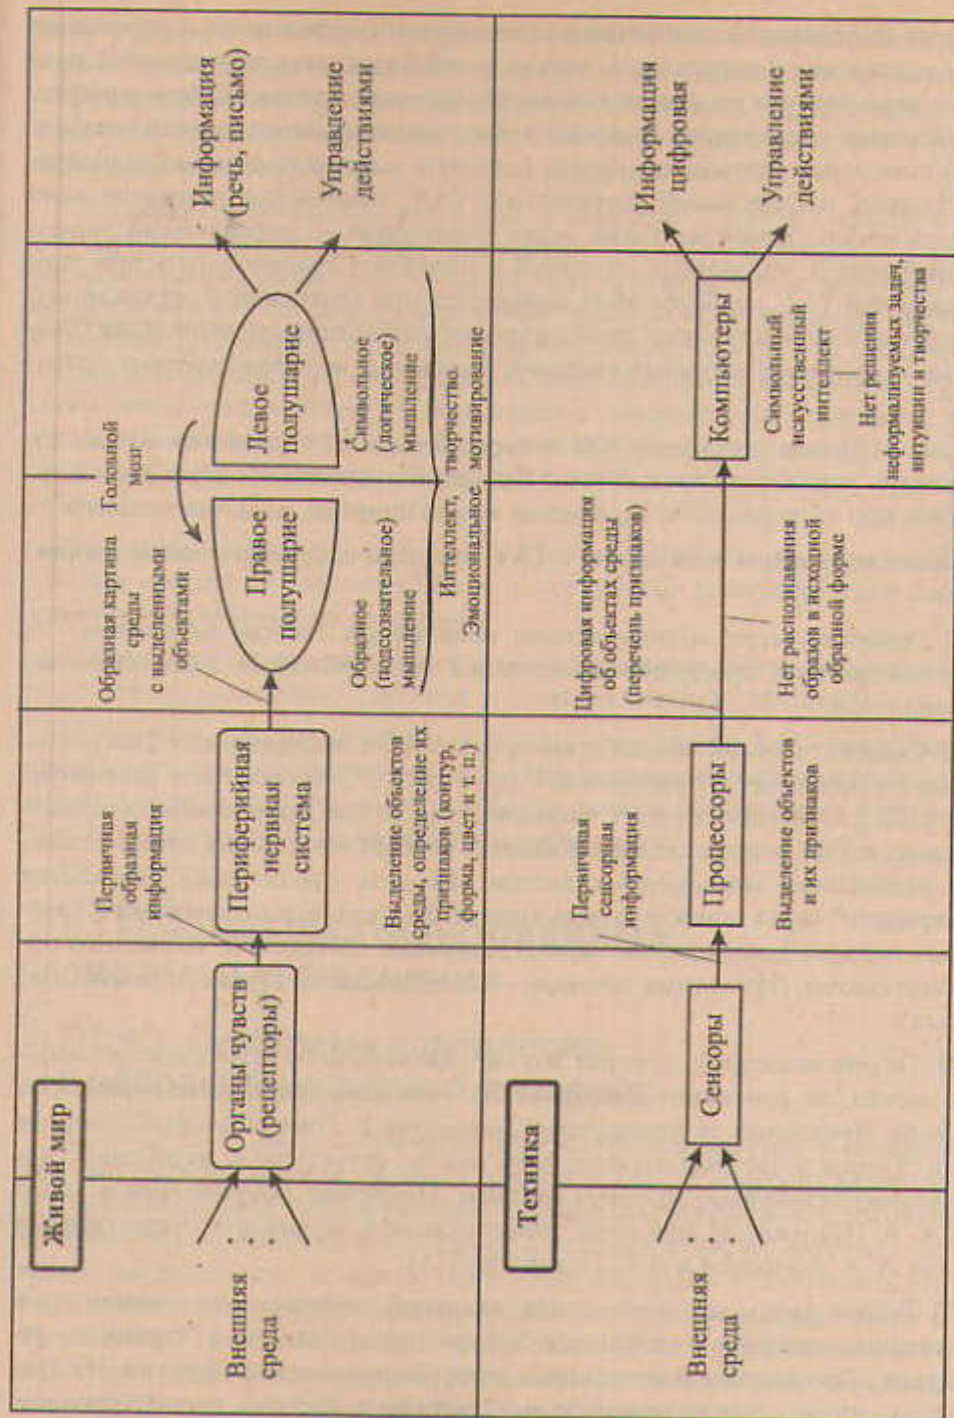 Живой мир
Внешняя
среда
Органы чувств
(рецепторы)
Первичная
образная
информация
Периферийная
нервная
система
Выделение объектов
среды, определение их
признаков (контур,
форма, цвет и т. п.)
Образная картина
среды
с выделенными
объектами
Головной
мозг
Правое
полушарие
Левое
полушарие
Образное
(подсознательное)
мышление
Символьное
(логическое)
мышление
Интеллект, творчество.
Эмоциональное мотивирование
Информация
(речь, письмо)
Управление
действиями
Техника
Внешняя
среда
Сенсоры
Первичная
сенсорная
информация
Процессоры
Выделение объектов
и их признаков
Цифровая информация
об объектах среды
(перечень признаков)
Нет распознавания
образов в исходной
образной форме
Компьютеры
Символьный
искусственный
интеллект
Нет решения
неформализуемых задач,
интуиции и творчества
Информация
цифровая
Управление
действиями